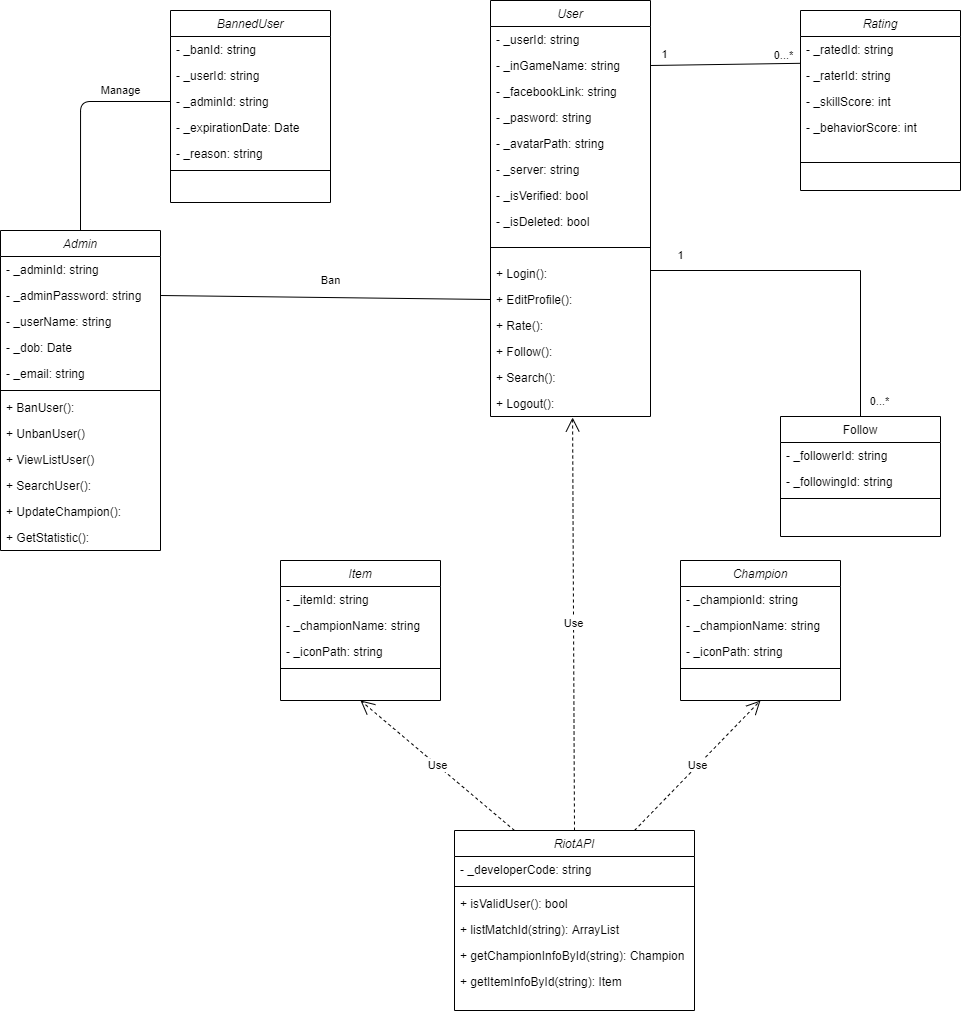 BannedUser
- _banId: string
- _userId: string
- _adminId: string
- _expirationDate: Date
- _reason: string
User
- _userId: string
- _inGameName: string
- _facebookLink: string
- _pasword: string
- _avatarPath: string
- _server: string
- _isVerified: bool
- _isDeleted: bool
+ Login():
+ EditProfile():
+ Rate():
+ Follow():
+ Search():
+ Logout():
1
0...*
Rating
- _ratedId: string
- _raterId: string
- _skillScore: int
- _behaviorScore: int
Manage
Admin
- _adminId: string
- _adminPassword: string
- _userName: string
- _dob: Date
- _email: string
+ BanUser():
+ UnbanUser()
+ ViewListUser()
+ SearchUser():
+ UpdateChampion():
+ GetStatistic():
Ban
1
0...*
Follow
- _followerId: string
- _followingId: string
Item
- _itemId: string
- _championName: string
- _iconPath: string
Use
Champion
- _championId: string
- _championName: string
- _iconPath: string
Use
Use
RiotAPI
- _developerCode: string
+ isValidUser(): bool
+ listMatchId(string): ArrayList
+ getChampionInfoById(string): Champion
+ getItemInfoById(string): Item